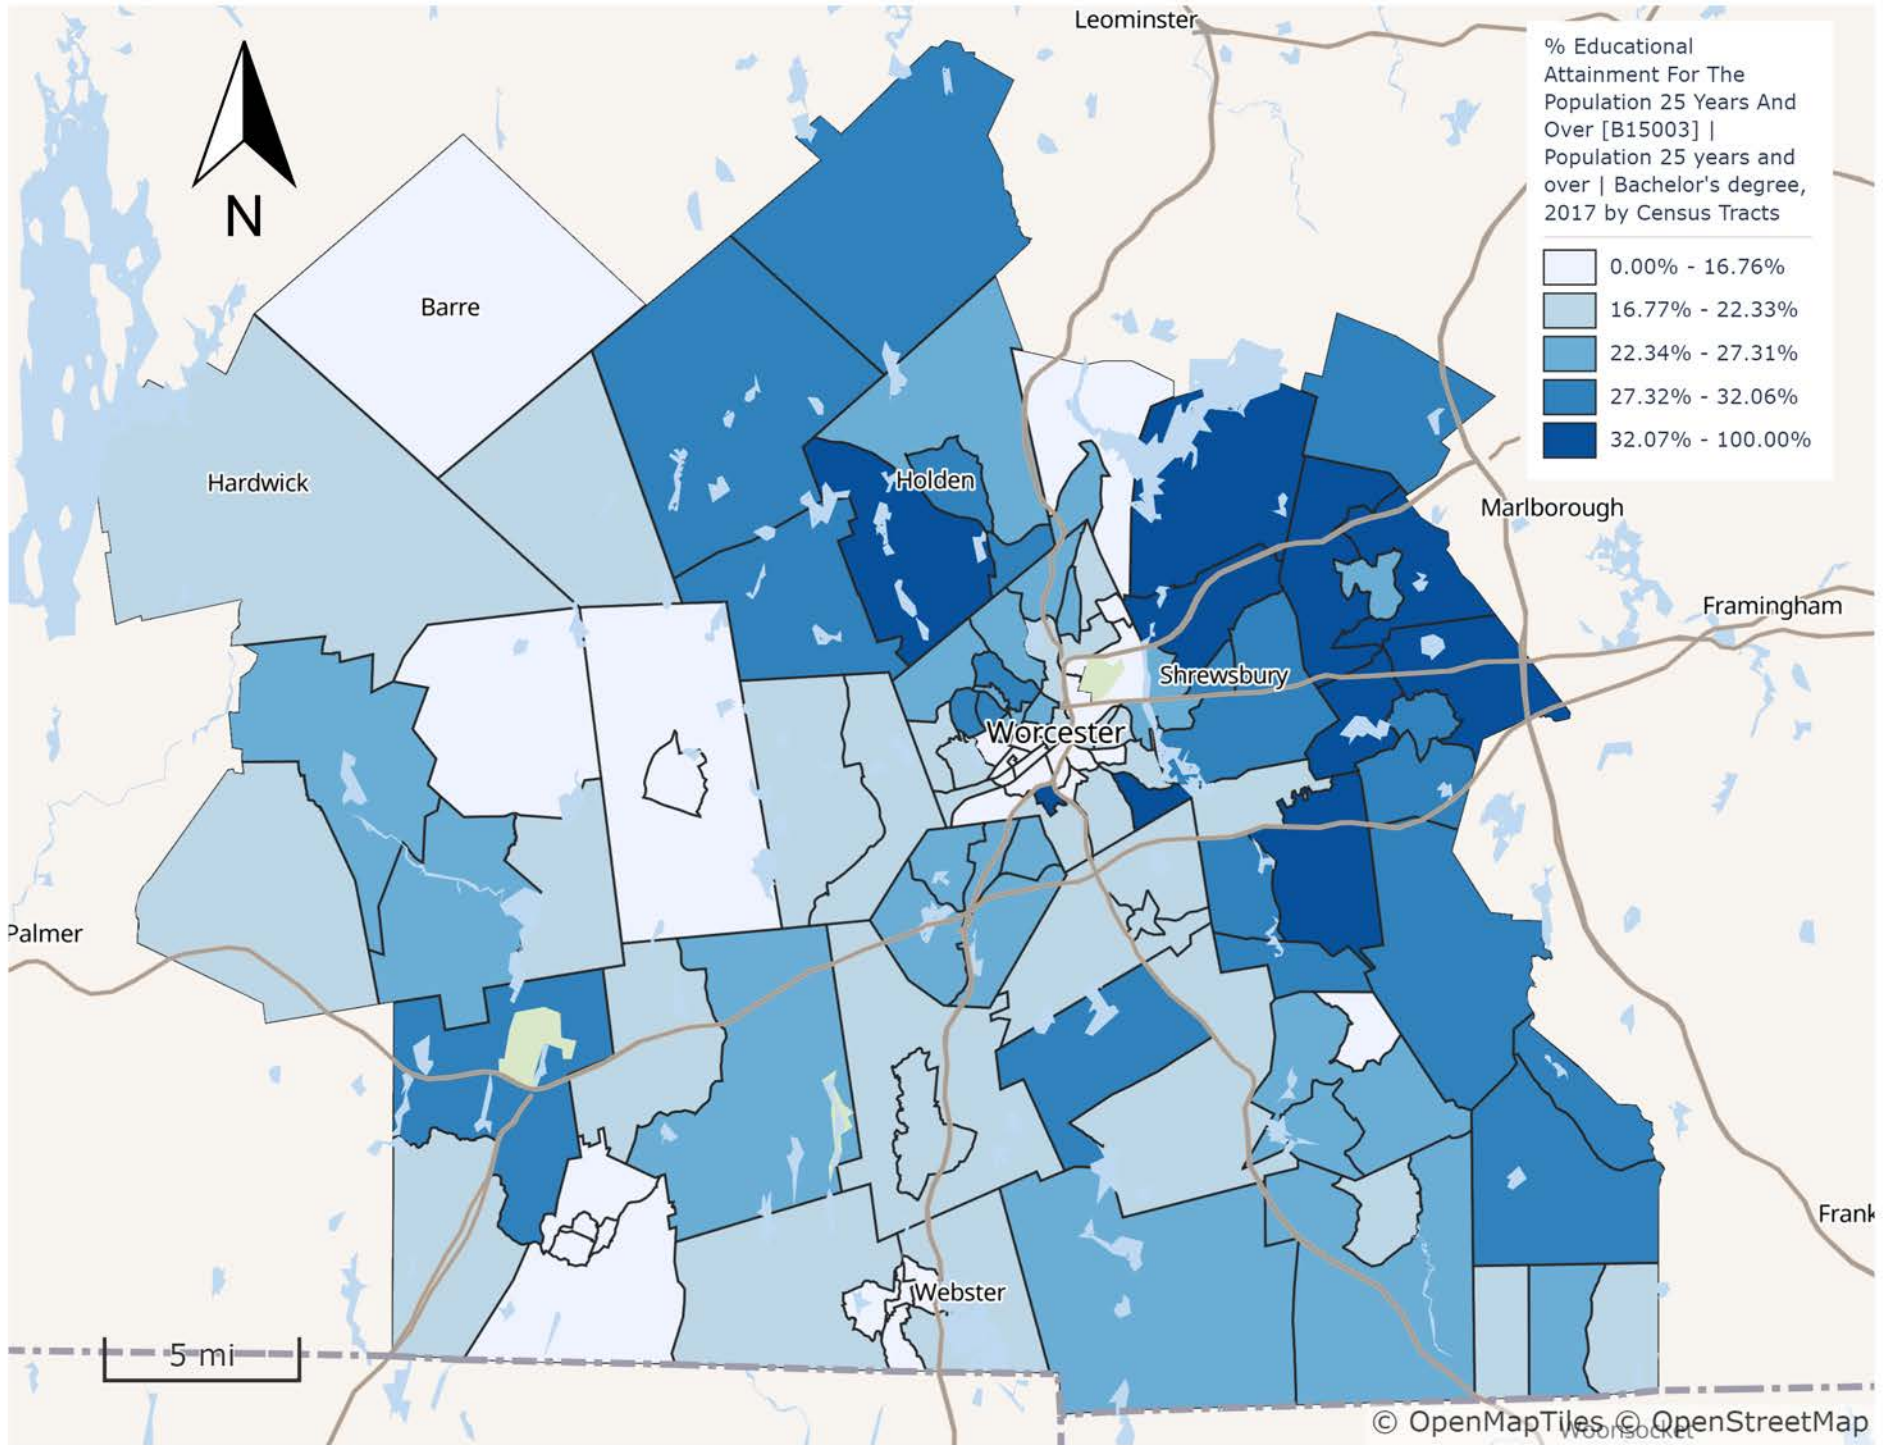 Leominster
% Educational
Attainment For The
Population 25 Years And
Over [B15003] |
Population 25 years and
over | Bachelor's degree,
2017 by Census Tracts
0.00% - 16.76%
16.77% - 22.33%
22.34% - 27.31%
27.32% - 32.06%
32.07% - 100.00%
N
Barre
Hardwick
Holden
Marlborough
Framingham
Shrewsbury
Worcester
Palmer
Frank
Webster
5 mi
© OpenMapTiles © OpenStreetMap
Woonsocket